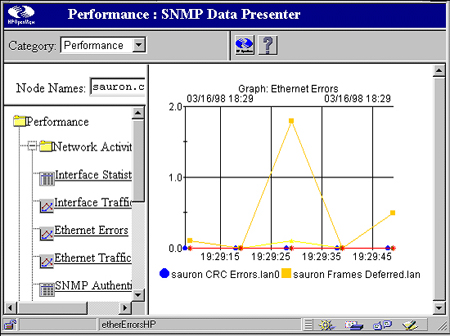 Performance : SNMP Data Presenter
HP OpenView
Category: Performance
?
Node Names: sauron.c
Performance
Network Activit
Interface Statist
Interface Traffic
Ethernet Errors
Ethernet Traffic
SNMP Authenti
Graph: Ethernet Errors
03/16/98 18:29 03/16/98 18:29
2.0
1.0
0.0
19:29:15 19:29:25 19:29:35 19:29:45
sauron CRC Errors.lan0 sauron Frames Deferred.lan
etherErrorsHP